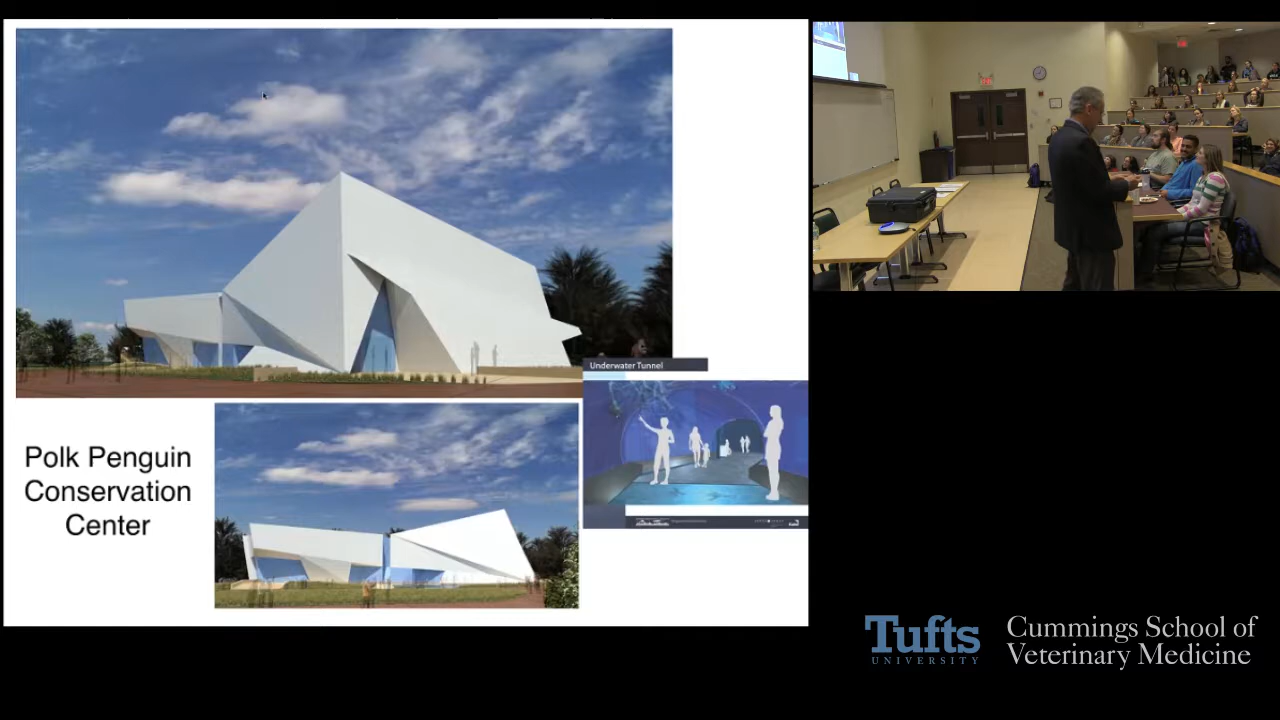 Underwater Tunnel
Polk Penguin
Conservation
Center
Tufts
UNIVERSITY
Cummings School of
Veterinary Medicine